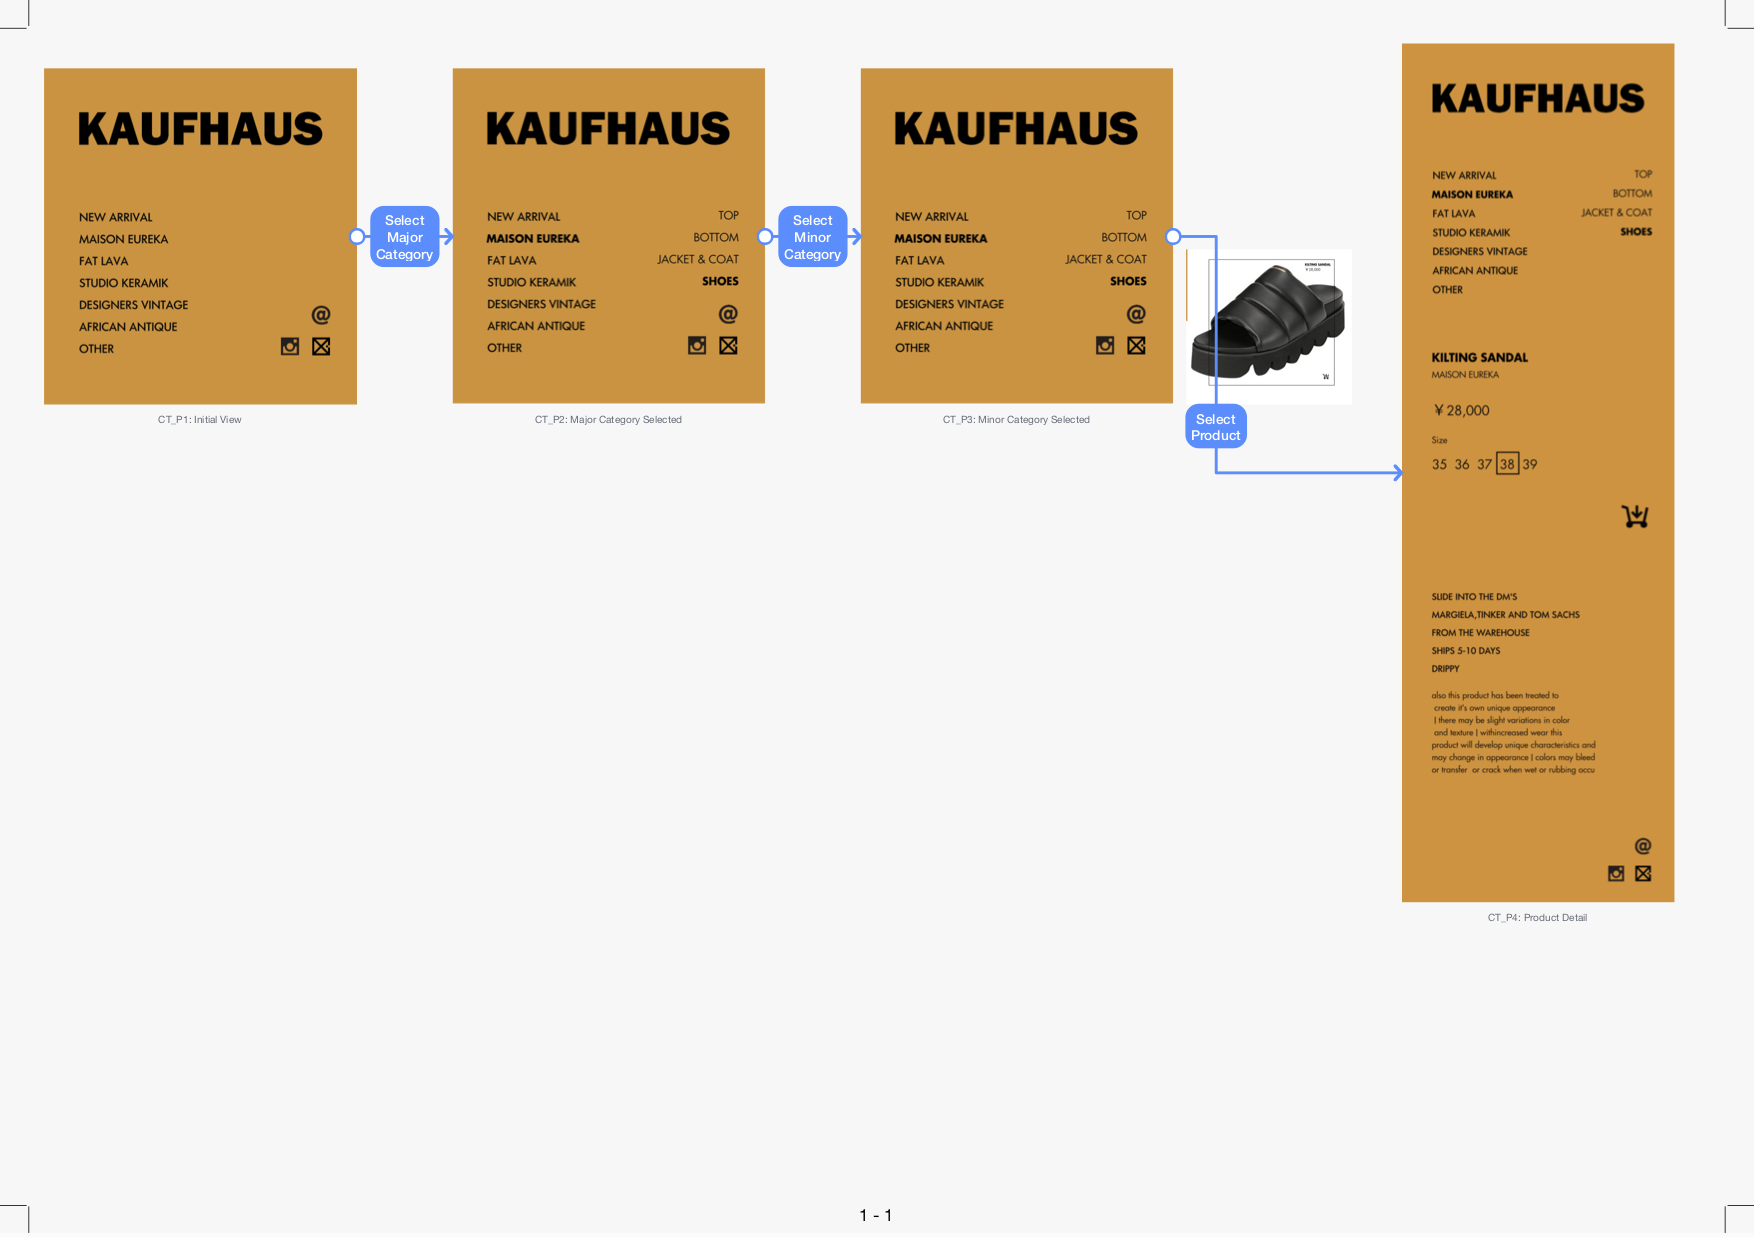 KAUFHAUS
NEW ARRIVAL
MAISON EUREKA
FAT LAVA
STUDIO KERAMIK
DESIGNERS VINTAGE
AFRICAN ANTIQUE
OTHER
@
CT_P1: Initial View
Select
Major
Category
KAUFHAUS
NEW ARRIVAL
MAISON EUREKA
FAT LAVA
STUDIO KERAMIK
DESIGNERS VINTAGE
AFRICAN ANTIQUE
OTHER
TOP
BOTTOM
JACKET & COAT
SHOES
@
CT_P2: Major Category Selected
Select
Minor
Category
KAUFHAUS
NEW ARRIVAL
MAISON EUREKA
FAT LAVA
STUDIO KERAMIK
DESIGNERS VINTAGE
AFRICAN ANTIQUE
OTHER
TOP
BOTTOM
JACKET & COAT
SHOES
@
CT_P3: Minor Category Selected
KILTING SANDAL
¥ 28,000
Select
Product
KAUFHAUS
NEW ARRIVAL
MAISON EUREKA
FAT LAVA
STUDIO KERAMIK
DESIGNERS VINTAGE
AFRICAN ANTIQUE
OTHER
TOP
BOTTOM
JACKET & COAT
SHOES
KILTING SANDAL
MAISON EUREKA
¥ 28,000
Size
35 36 37 38 39
SLIDE INTO THE DM'S
MARGIELA,TINKER AND TOM SACHS
FROM THE WAREHOUSE
SHIPS 5-10 DAYS
DRIPPY
also this product has been treated to
create it's own unique appearance
| there may be slight variations in color
and texture | withincreased wear this
product will develop unique characteristics and
may change in appearance | colors may bleed
or transfer or crack when wet or rubbing occu
@
CT_P4: Product Detail
1 - 1